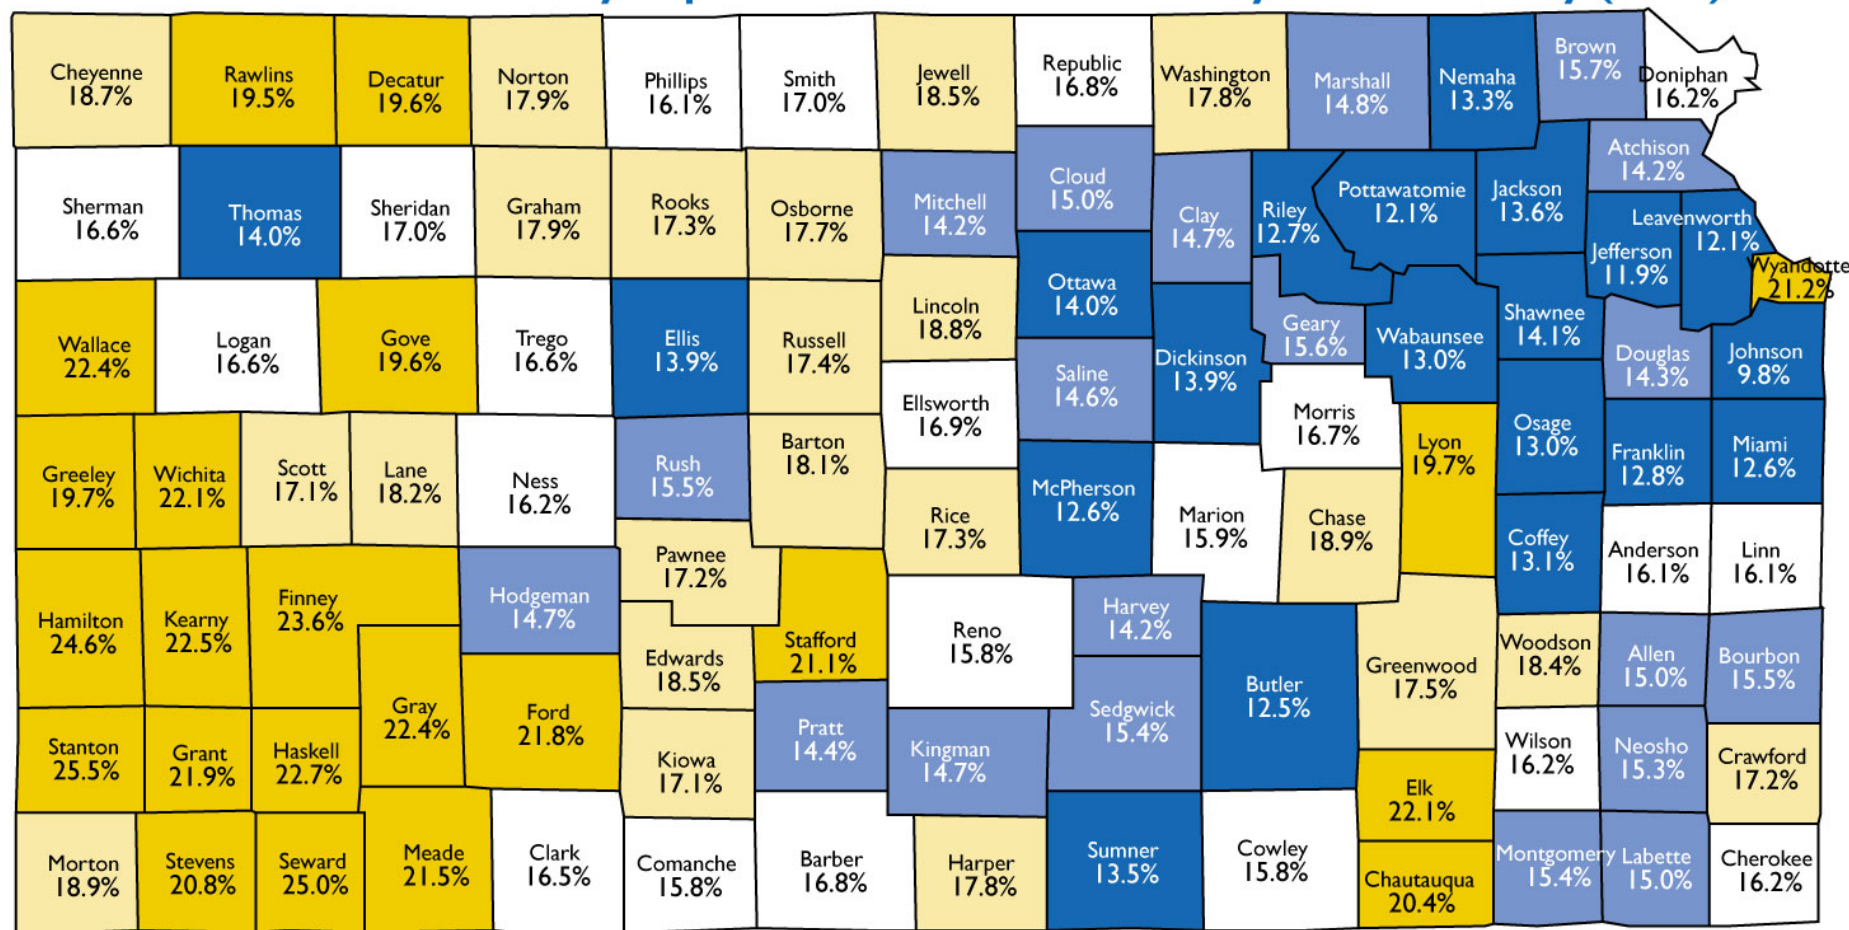 Cheyenne
18.7%
Rawlins
19.5%
Decatur
19.6%
Norton
17.9%
Phillips
16.1%
Smith
17.0%
Jewell
18.5%
Republic
16.8%
Washington
17.8%
Marshall
14.8%
Nemaha
13.3%
Brown
15.7%
Doniphan
16.2%
Sherman
16.6%
Thomas
14.0%
Sheridan
17.0%
Graham
17.9%
Rooks
17.3%
Osborne
17.7%
Mitchell
14.2%
Cloud
15.0%
Clay
14.7%
Riley
12.7%
Pottawatomie
12.1%
Jackson
13.6%
Atchison
14.2%
Jefferson
11.9%
Leavenworth
12.1%
Wyandotte
21.2%
Wallace
22.4%
Logan
16.6%
Gove
19.6%
Trego
16.6%
Ellis
13.9%
Russell
17.4%
Lincoln
18.8%
Ottawa
14.0%
Dickinson
13.9%
Geary
15.6%
Wabaunsee
13.0%
Shawnee
14.1%
Douglas
14.3%
Johnson
9.8%
Ellsworth
16.9%
Saline
14.6%
Morris
16.7%
Greeley
19.7%
Wichita
22.1%
Scott
17.1%
Lane
18.2%
Ness
16.2%
Rush
15.5%
Barton
18.1%
Rice
17.3%
McPherson
12.6%
Marion
15.9%
Chase
18.9%
Lyon
19.7%
Osage
13.0%
Franklin
12.8%
Miami
12.6%
Coffey
13.1%
Anderson
16.1%
Linn
16.1%
Hamilton
24.6%
Kearny
22.5%
Finney
23.6%
Hodgeman
14.7%
Pawnee
17.2%
Edwards
18.5%
Stafford
21.1%
Reno
15.8%
Harvey
14.2%
Butler
12.5%
Greenwood
17.5%
Woodson
18.4%
Allen
15.0%
Bourbon
15.5%
Stanton
25.5%
Grant
21.9%
Haskell
22.7%
Gray
22.4%
Ford
21.8%
Kiowa
17.1%
Pratt
14.4%
Kingman
14.7%
Sedgwick
15.4%
Elk
22.1%
Wilson
16.2%
Neosho
15.3%
Crawford
17.2%
Morton
18.9%
Stevens
20.8%
Seward
25.0%
Meade
21.5%
Clark
16.5%
Comanche
15.8%
Barber
16.8%
Harper
17.8%
Sumner
13.5%
Cowley
15.8%
Chautauqua
20.4%
Montgomery
15.4%
Labette
15.0%
Cherokee
16.2%